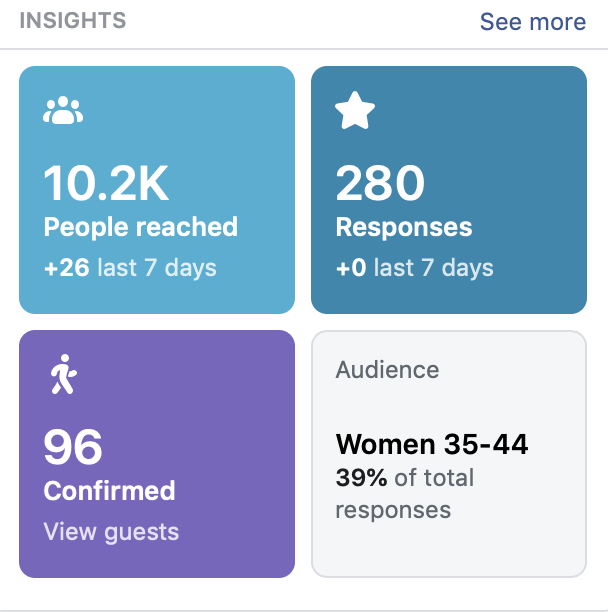 INSIGHTS
See more
10.2K
People reached
+26 last 7 days
280
Responses
+0 last 7 days
96
Confirmed
View guests
Audience
Women 35-44
39% of total
responses